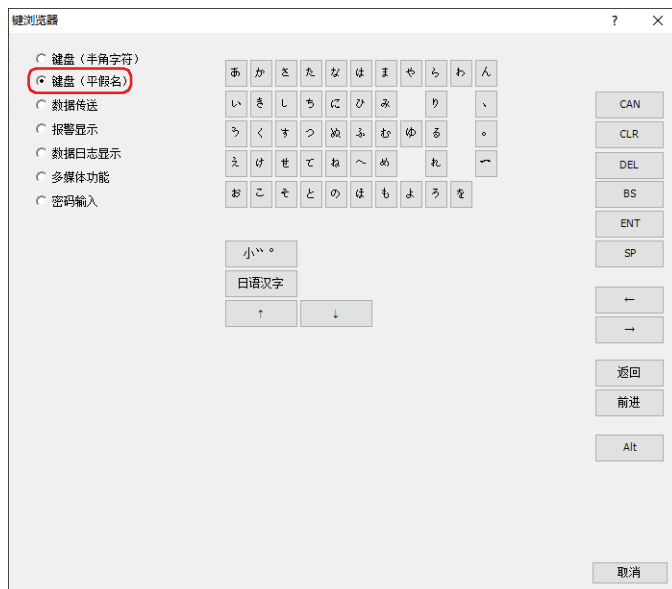 键浏览器
?
键盘（半角字符）
键盘（平假名）
数据传送
报警显示
数据日志显示
多媒体功能
密码输入
あ か さ た な は ま や ら わ ん
い き し ち に ひ み り 、
う く す つ ぬ ふ む ゆ る 。
え け せ て ね へ め れ ー
お こ そ と の ほ も よ ろ を
小゛゜
日语汉字
↑ ↓
CAN
CLR
DEL
BS
ENT
SP
←
→
返回
前进
Alt
取消